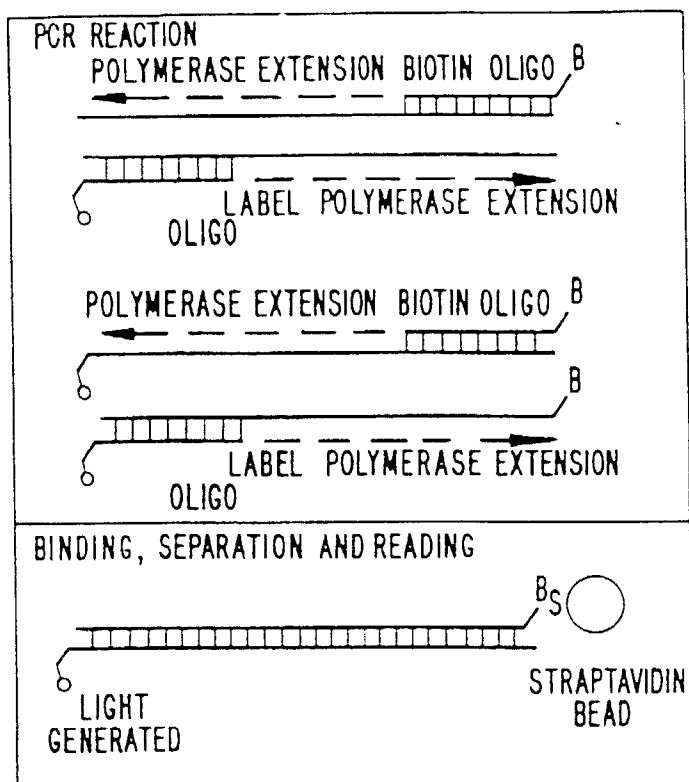 PCR REACTION
POLYMERASE EXTENSION BIOTIN OLIGO B
LABEL POLYMERASE EXTENSION
OLIGO
POLYMERASE EXTENSION BIOTIN OLIGO B
B
LABEL POLYMERASE EXTENSION
OLIGO
BINDING, SEPARATION AND READING
BS
LIGHT
GENERATED
STRAPTAVIDIN
BEAD